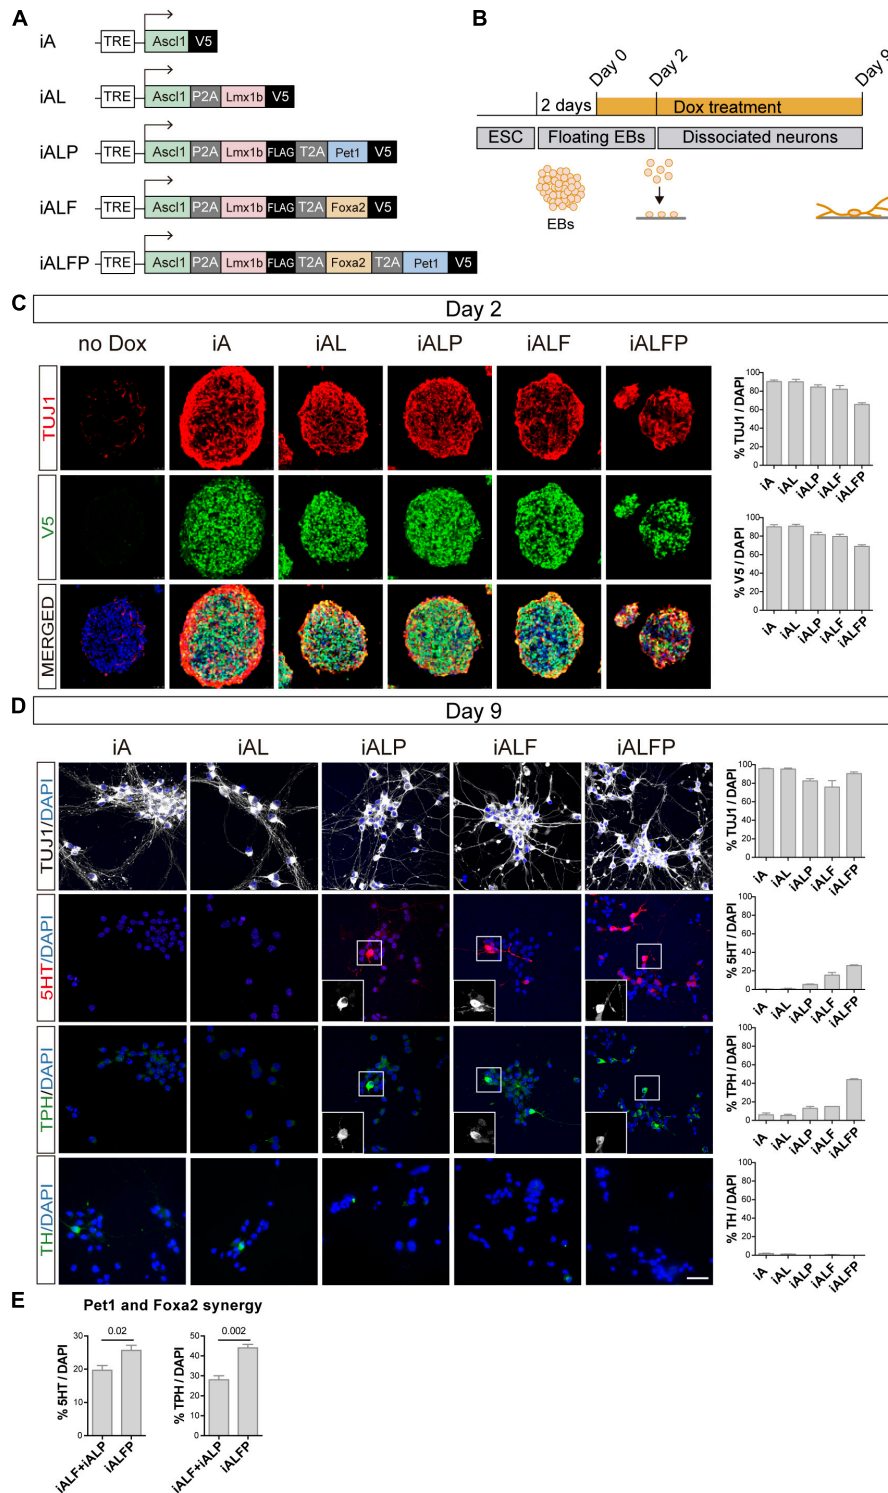 A
iA
TRE
Ascl1
V5
iAL
TRE
Ascl1
P2A
Lmx1b
V5
iALP
TRE
Ascl1
P2A
Lmx1b
FLAG
T2A
Pet1
V5
iALF
TRE
Ascl1
P2A
Lmx1b
FLAG
T2A
Foxa2
V5
iALFP
TRE
Ascl1
P2A
Lmx1b
FLAG
T2A
Foxa2
T2A
Pet1
V5
B
Day 0
Day 2
Day 9
2 days
Dox treatment
ESC
Floating EBs
Dissociated neurons
EBs
C
Day 2
no Dox
iA
iAL
iALP
iALF
iALFP
TUJ1
V5
MERGED
% TUJ1 / DAPI
100
80
60
40
20
0
iA
iAL
iALP
iALF
iALFP
% V5 / DAPI
100
80
60
40
20
0
iA
iAL
iALP
iALF
iALFP
D
Day 9
iA
iAL
iALP
iALF
iALFP
TUJ1/DAPI
5HT/DAPI
TPH/DAPI
TH/DAPI
% TUJ1 / DAPI
100
80
60
40
20
0
iA
iAL
iALP
iALF
iALFP
% 5HT / DAPI
100
80
60
40
20
0
iA
iAL
iALP
iALF
iALFP
% TPH / DAPI
100
80
60
40
20
0
iA
iAL
iALP
iALF
iALFP
% TH / DAPI
100
80
60
40
20
0
iA
iAL
iALP
iALF
iALFP
E
Pet1 and Foxa2 synergy
% 5HT / DAPI
30
20
10
0
0.02
iALF+iALP
iALFP
% TPH / DAPI
50
40
30
20
10
0
0.002
iALF+iALP
iALFP